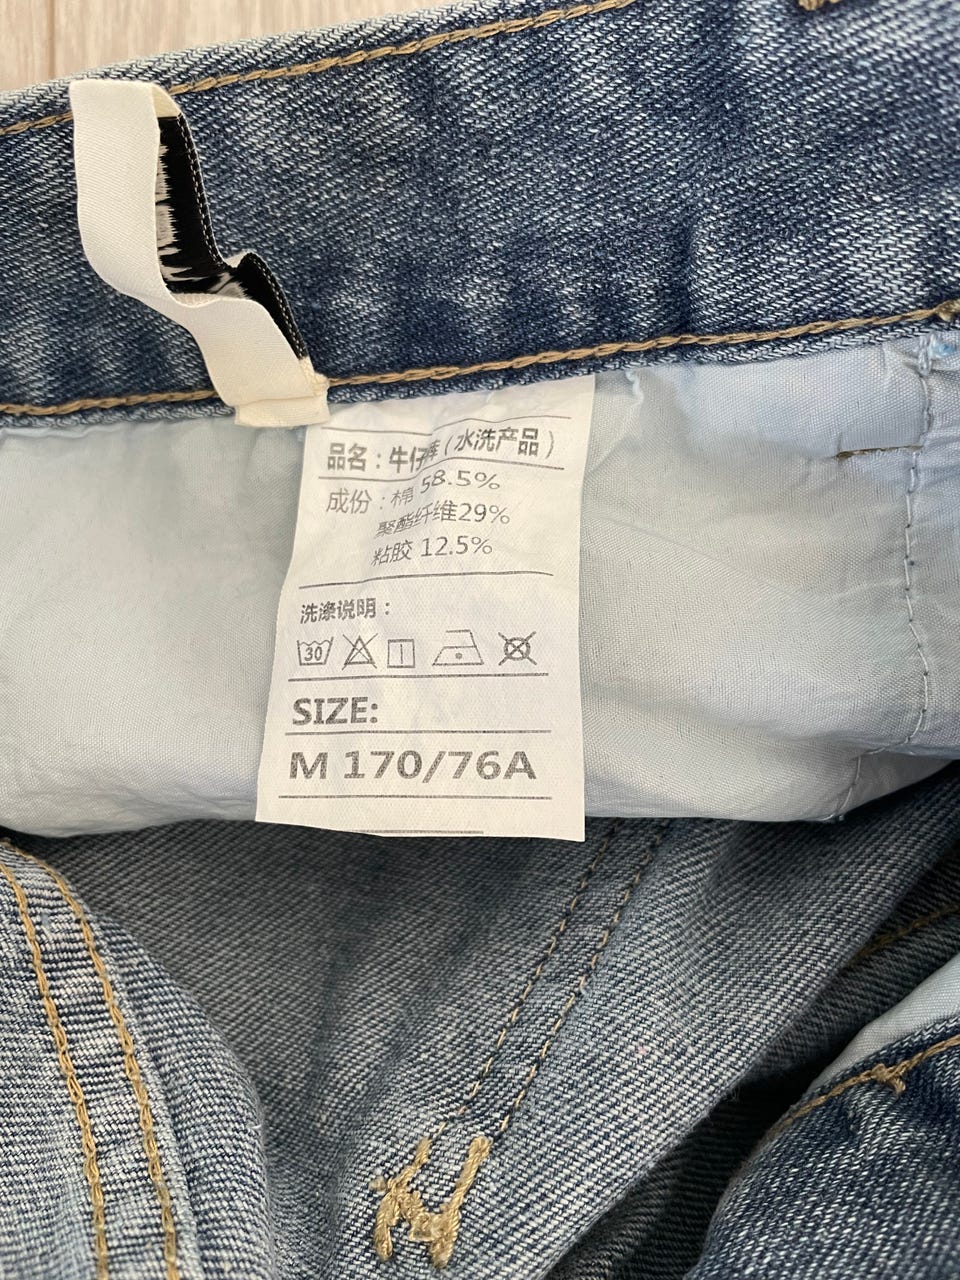 品名：牛仔裤（水洗产品）
成份：棉 58.5%
聚酯纤维29%
粘胶 12.5%
洗涤说明：
30
SIZE:
M 170/76A